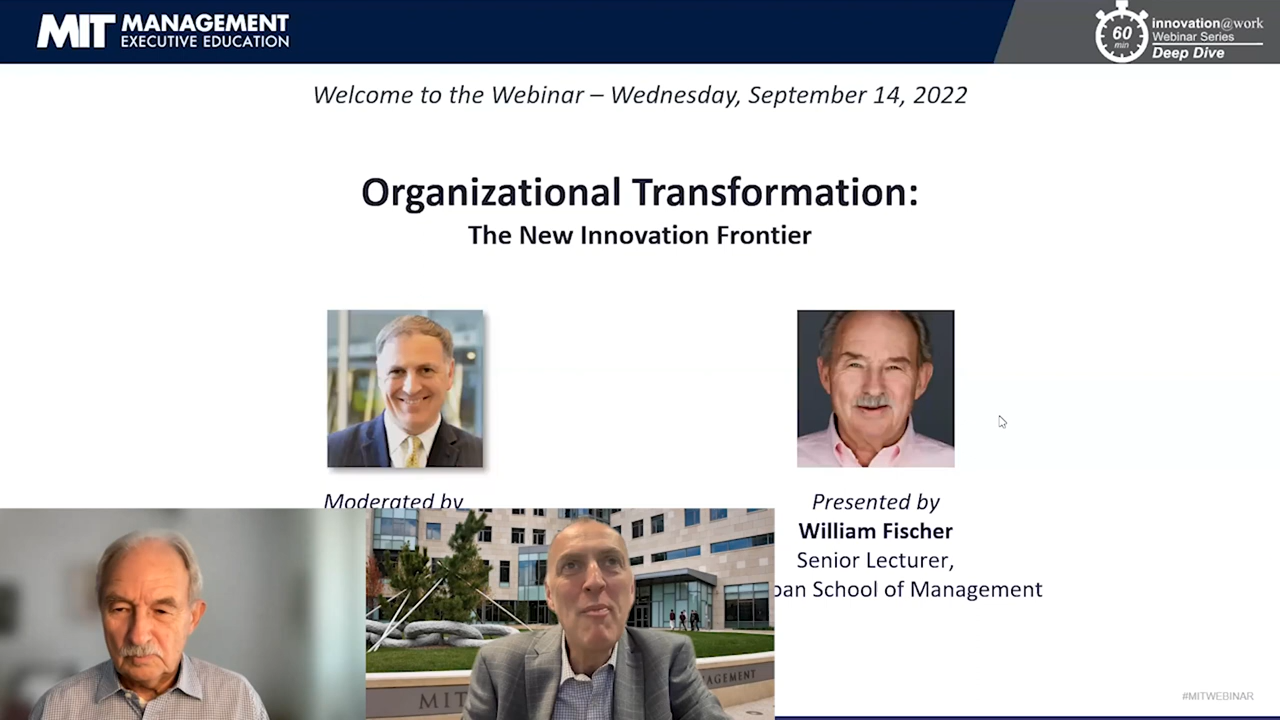 MIT MANAGEMENT
EXECUTIVE EDUCATION
60
min
innovation@work
Webinar Series
Deep Dive
Welcome to the Webinar – Wednesday, September 14, 2022
Organizational Transformation:
The New Innovation Frontier
Moderated by
Presented by
William Fischer
Senior Lecturer,
School of Management
MIT
#MITWEBINAR